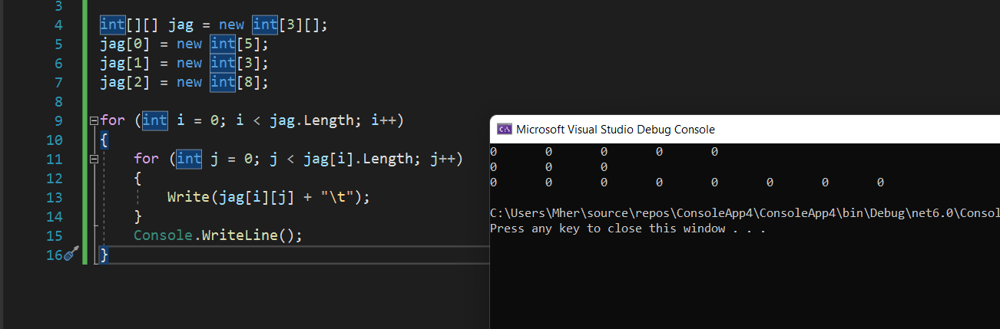 3
4 int[][] jag = new int[3][];
5 jag[0] = new int[5];
6 jag[1] = new int[3];
7 jag[2] = new int[8];
8
9 for (int i = 0; i < jag.Length; i++)
10 {
11 for (int j = 0; j < jag[i].Length; j++)
12 {
13 Write(jag[i][j] + "\t");
14 }
15 Console.WriteLine();
16 }
C:\ Microsoft Visual Studio Debug Console
0 0 0 0 0
0 0 0
0 0 0 0 0 0 0 0
C:\Users\Mher\source\repos\ConsoleApp4\ConsoleApp4\bin\Debug\net6.0\Consol
Press any key to close this window . . .